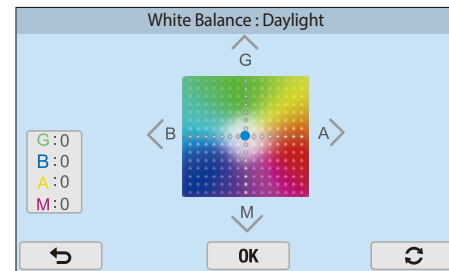 White Balance : Daylight
G
B
A
G:0
B:0
A:0
M:0
M
OK